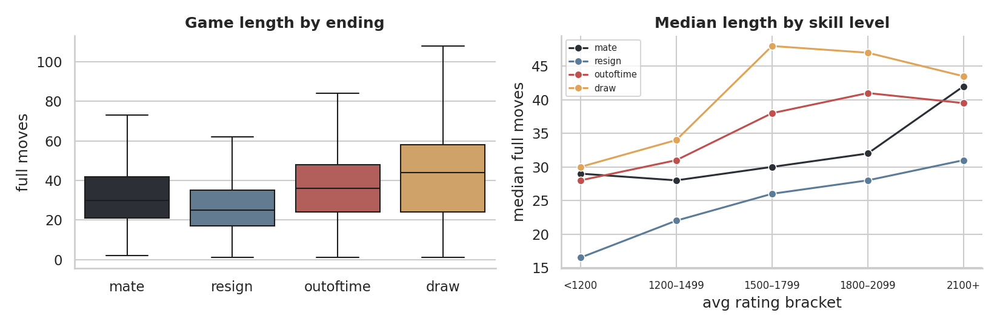 Game length by ending
full moves
100
80
60
40
20
0
mate
resign
outoftime
draw
Median length by skill level
mate
resign
outoftime
draw
median full moves
45
40
35
30
25
20
15
<1200
1200–1499
1500–1799
1800–2099
2100+
avg rating bracket